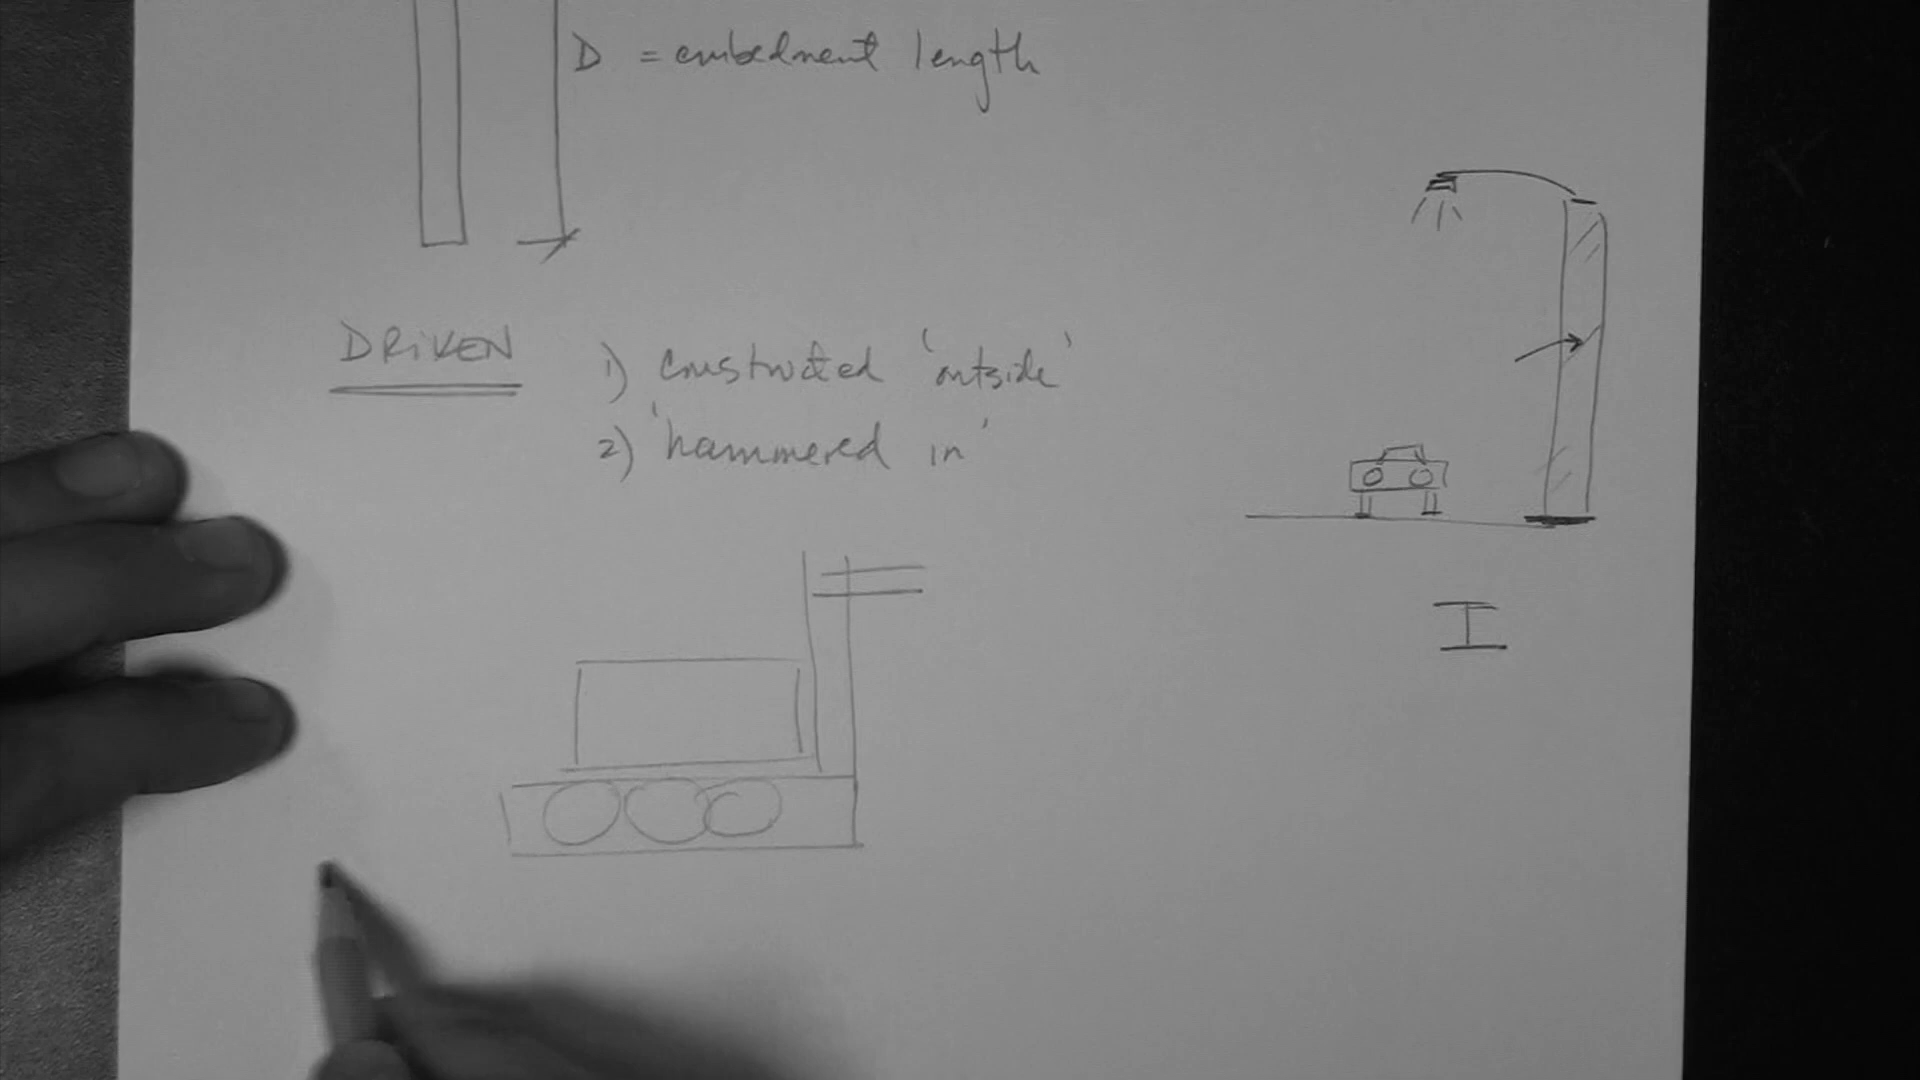 D = embedment length
DRIVEN
1) constructed 'outside'
2) 'hammered in'